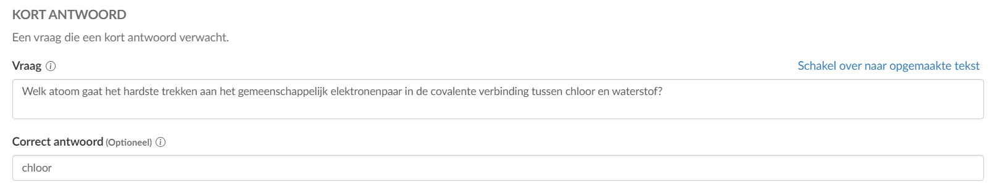 KORT ANTWOORD
Een vraag die een kort antwoord verwacht.
Vraag
Schakel over naar opgemaakte tekst
Welk atoom gaat het hardste trekken aan het gemeenschappelijk elektronenpaar in de covalente verbinding tussen chloor en waterstof?
Correct antwoord (Optioneel)
chloor